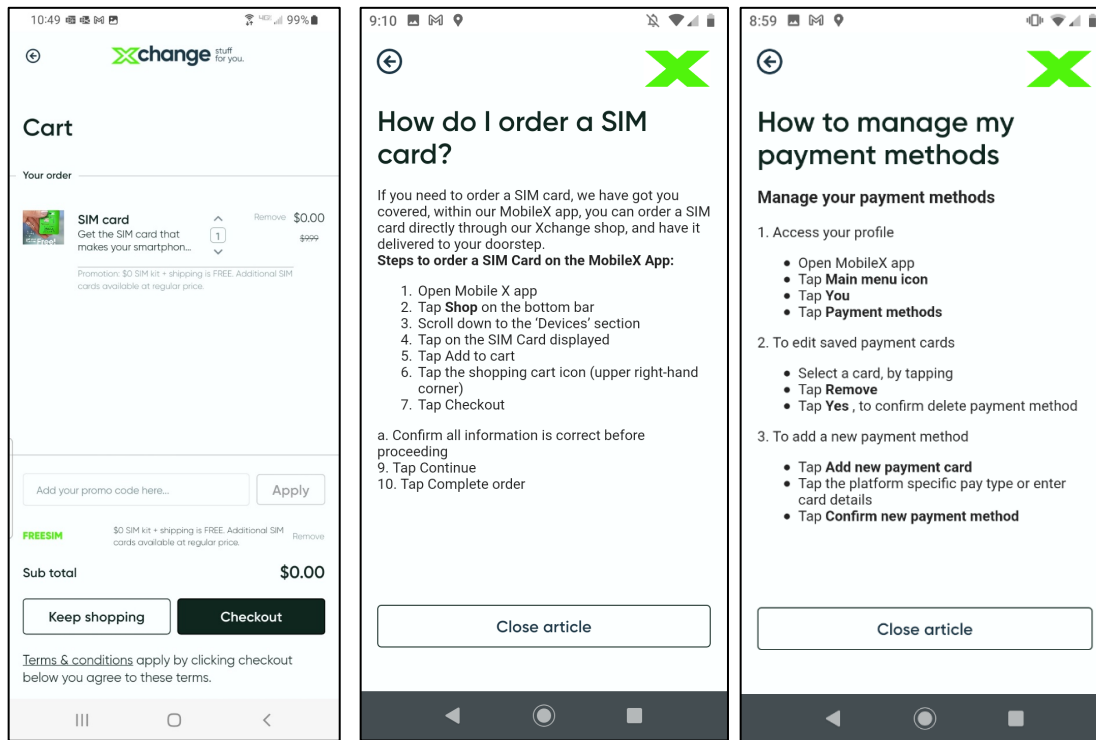 10:49
99%
Xchange stuff for you.
Cart
Your order
SIM card
Remove $0.00
Get the SIM card that
1
$9.99
makes your smartphon...
Free!
Promotion: $0 SIM kit + shipping is FREE. Additional SIM
cards available at regular price.
Add your promo code here...
Apply
FREESIM
$0 SIM kit + shipping is FREE. Additional SIM
cards available at regular price.
Remove
Sub total
$0.00
Keep shopping
Checkout
Terms & conditions apply by clicking checkout
below you agree to these terms.
9:10
X
How do I order a SIM
card?
If you need to order a SIM card, we have got you
covered, within our MobileX app, you can order a SIM
card directly through our Xchange shop, and have it
delivered to your doorstep.
Steps to order a SIM Card on the MobileX App:
1. Open Mobile X app
2. Tap Shop on the bottom bar
3. Scroll down to the ‘Devices’ section
4. Tap on the SIM Card displayed
5. Tap Add to cart
6. Tap the shopping cart icon (upper right-hand
corner)
7. Tap Checkout
a. Confirm all information is correct before
proceeding
9. Tap Continue
10. Tap Complete order
Close article
8:59
X
How to manage my
payment methods
Manage your payment methods
1. Access your profile
• Open MobileX app
• Tap Main menu icon
• Tap You
• Tap Payment methods
2. To edit saved payment cards
• Select a card, by tapping
• Tap Remove
• Tap Yes , to confirm delete payment method
3. To add a new payment method
• Tap Add new payment card
• Tap the platform specific pay type or enter
card details
• Tap Confirm new payment method
Close article